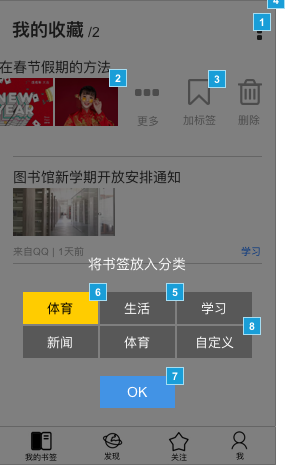 4
1
我的收藏 /2
在春节假期的方法
2
3
NEW
YEAR
更多 加标签 删除
图书馆新学期开放安排通知
来自QQ | 1天前 学习
将书签放入分类
6
5
体育 生活 学习
8
新闻 体育 自定义
7
OK
我的书签 发现 关注 我